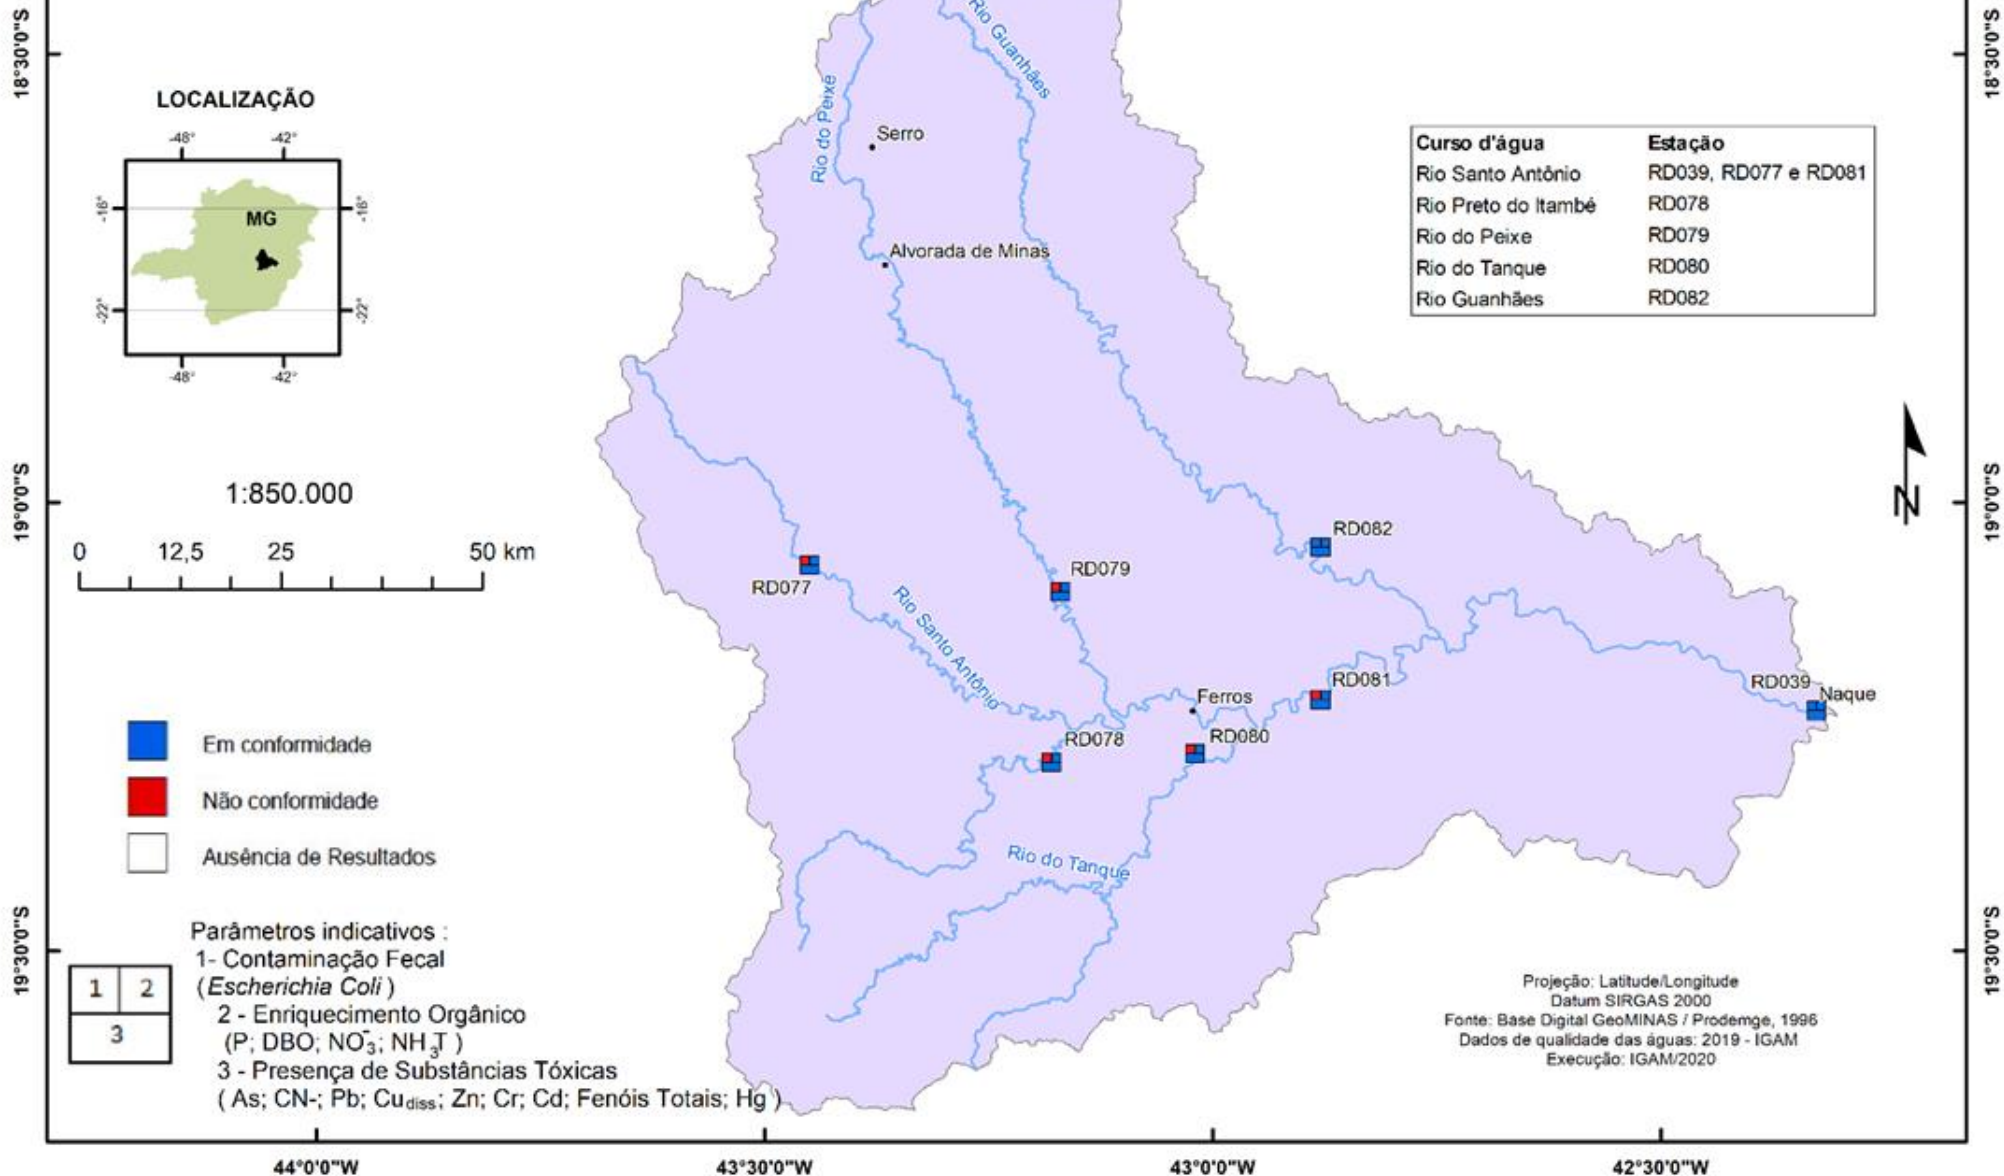 Rio Guanhães
18°30'0"S
18°30'0"S
LOCALIZAÇÃO
-48°
-42°
-16°
MG
-16°
-22°
-22°
-48°
-42°
Rio do Peixe
Serro
Alvorada de Minas
Curso d'água Estação
Rio Santo Antônio RD039, RD077 e RD081
Rio Preto do Itambé RD078
Rio do Peixe RD079
Rio do Tanque RD080
Rio Guanhães RD082
19°0'0"S
19°0'0"S
N
1:850.000
0 12,5 25 50 km
RD082
RD079
RD077
Rio Santo Antônio
RD081
RD039
Naque
Ferros
RD080
RD078
Rio do Tanque
Em conformidade
Não conformidade
Ausência de Resultados
Parâmetros indicativos :
1- Contaminação Fecal
(Escherichia Coli )
2 - Enriquecimento Orgânico
(P; DBO; NO3-; NH3T )
3 - Presença de Substâncias Tóxicas
( As; CN-; Pb; Cudiss; Zn; Cr; Cd; Fenóis Totais; Hg )
1 2
3
19°30'0"S
19°30'0"S
Projeção: Latitude/Longitude
Datum SIRGAS 2000
Fonte: Base Digital GeoMINAS / Prodemge, 1996
Dados de qualidade das águas: 2019 - IGAM
Execução: IGAM/2020
44°0'0"W
43°30'0"W
43°0'0"W
42°30'0"W